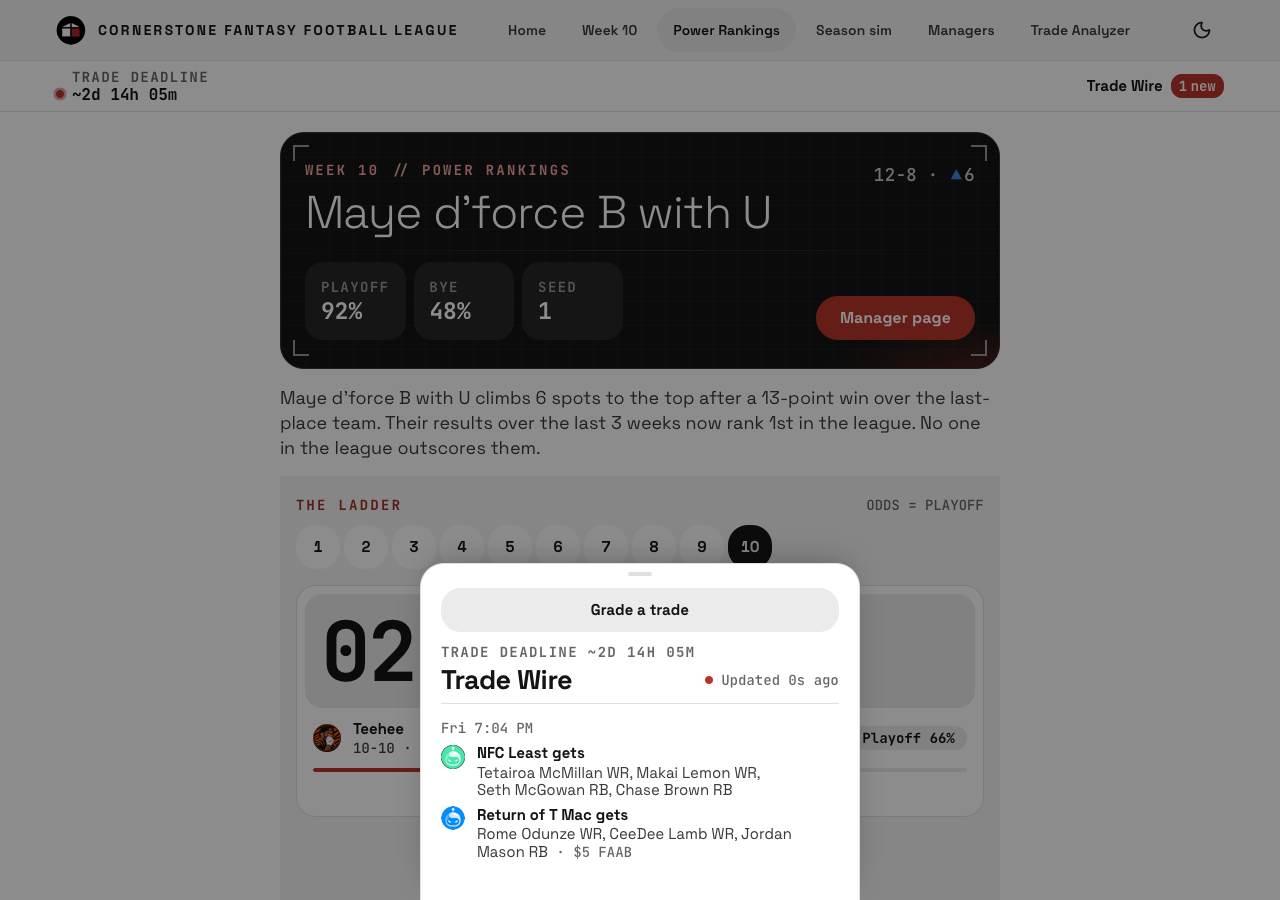 CORNERSTONE FANTASY FOOTBALL LEAGUE
Home
Week 10
Power Rankings
Season sim
Managers
Trade Analyzer
TRADE DEADLINE
~2d 14h 05m
Trade Wire
1 new
WEEK 10 // POWER RANKINGS
12-8 · ▲6
Maye d’force B with U
PLAYOFF
92%
BYE
48%
SEED
1
Manager page
Maye d’force B with U climbs 6 spots to the top after a 13-point win over the last-
place team. Their results over the last 3 weeks now rank 1st in the league. No one
in the league outscores them.
THE LADDER
ODDS = PLAYOFF
1 2 3 4 5 6 7 8 9 10
02
Teehee
10-10 ·
Playoff 66%
Grade a trade
TRADE DEADLINE ~2D 14H 05M
Trade Wire
Updated 0s ago
Fri 7:04 PM
NFC Least gets
Tetairoa McMillan WR, Makai Lemon WR,
Seth McGowan RB, Chase Brown RB
Return of T Mac gets
Rome Odunze WR, CeeDee Lamb WR, Jordan
Mason RB · $5 FAAB